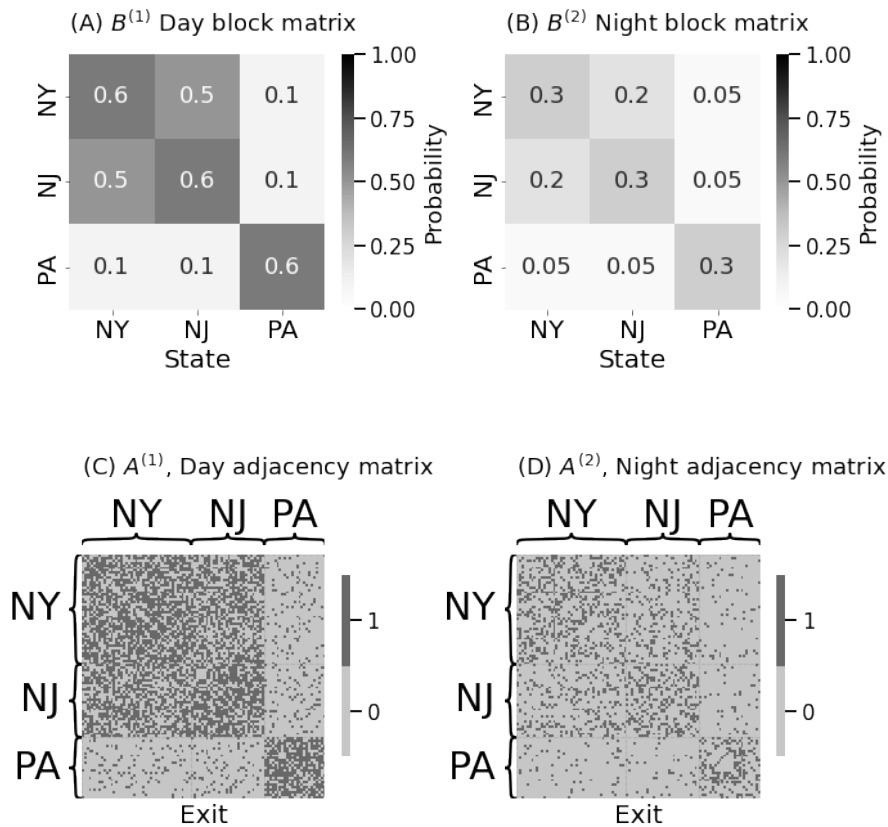 (A) B⁽¹⁾ Day block matrix
NY
NJ
PA
0.6 0.5 0.1
0.5 0.6 0.1
0.1 0.1 0.6
NY NJ PA
State
1.00
0.75
0.50
0.25
0.00
Probability
(B) B⁽²⁾ Night block matrix
NY
NJ
PA
0.3 0.2 0.05
0.2 0.3 0.05
0.05 0.05 0.3
NY NJ PA
State
1.00
0.75
0.50
0.25
0.00
Probability
(C) A⁽¹⁾, Day adjacency matrix
NY NJ PA
NY
NJ
PA
Exit
1
0
(D) A⁽²⁾, Night adjacency matrix
NY NJ PA
NY
NJ
PA
Exit
1
0